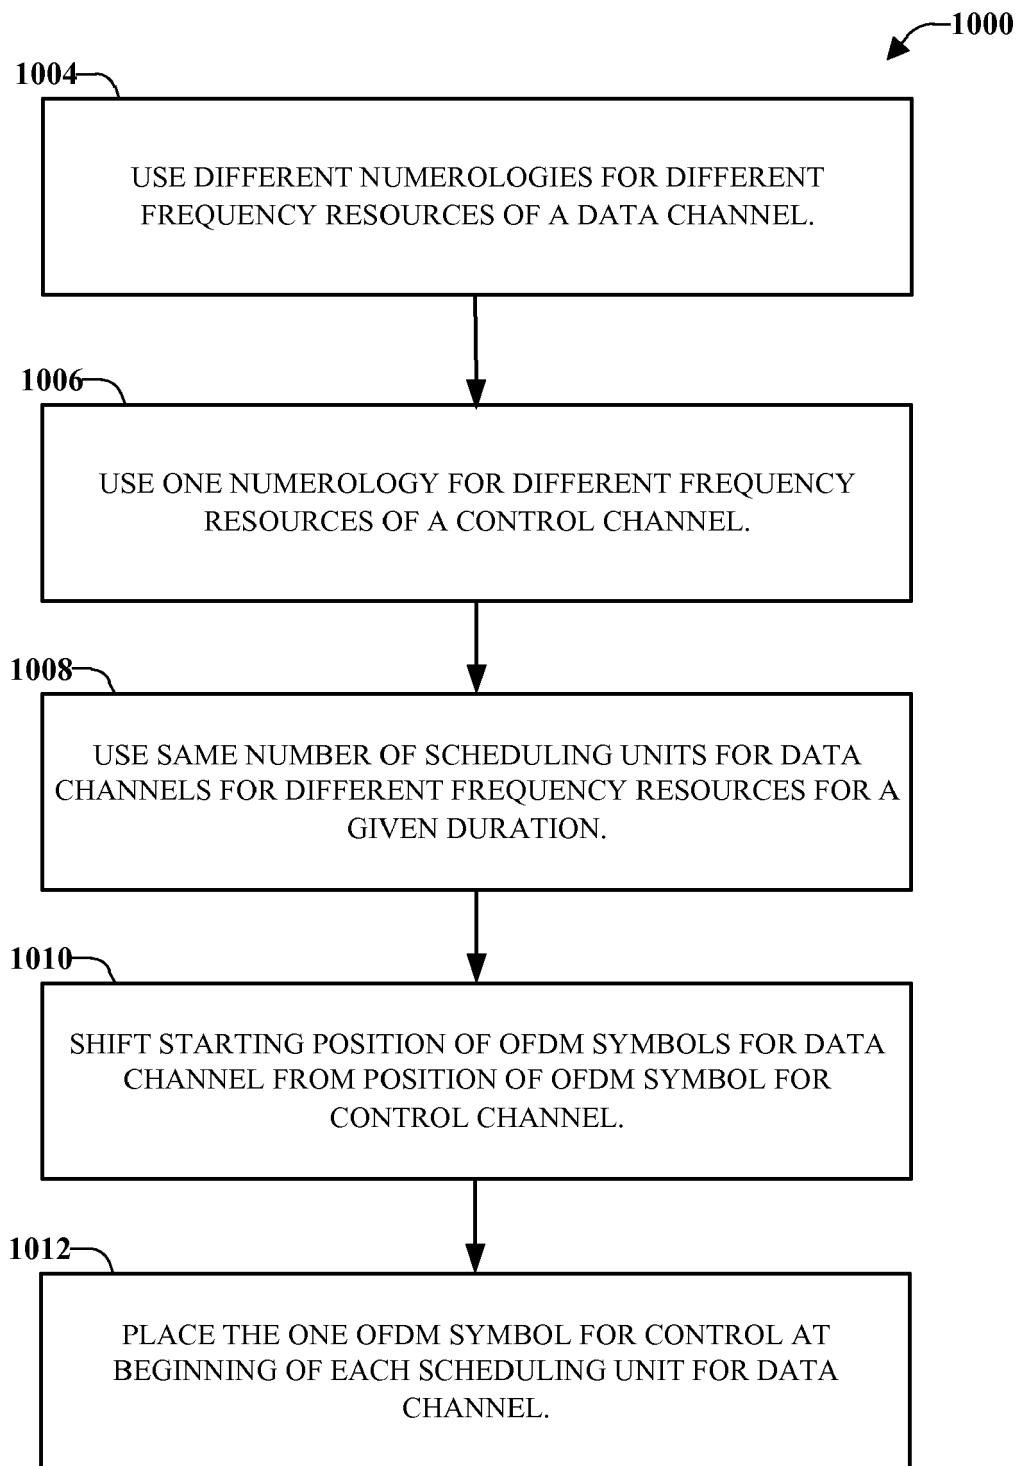 1000
1004
USE DIFFERENT NUMEROLOGIES FOR DIFFERENT
FREQUENCY RESOURCES OF A DATA CHANNEL.
1006
USE ONE NUMEROLOGY FOR DIFFERENT FREQUENCY
RESOURCES OF A CONTROL CHANNEL.
1008
USE SAME NUMBER OF SCHEDULING UNITS FOR DATA
CHANNELS FOR DIFFERENT FREQUENCY RESOURCES FOR A
GIVEN DURATION.
1010
SHIFT STARTING POSITION OF OFDM SYMBOLS FOR DATA
CHANNEL FROM POSITION OF OFDM SYMBOL FOR
CONTROL CHANNEL.
1012
PLACE THE ONE OFDM SYMBOL FOR CONTROL AT
BEGINNING OF EACH SCHEDULING UNIT FOR DATA
CHANNEL.